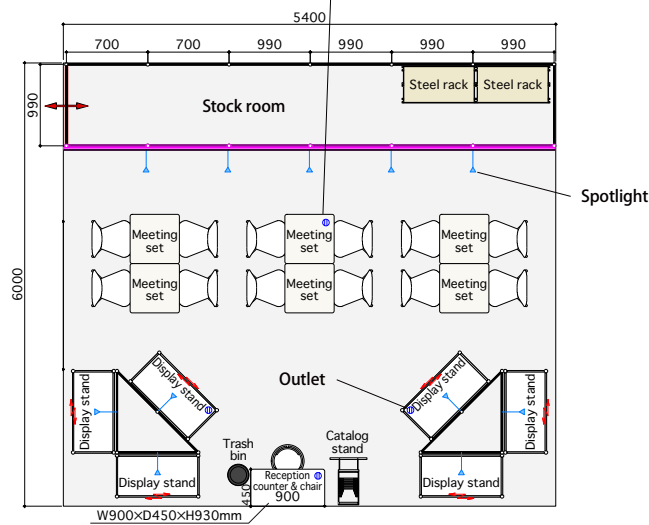 5400
700 700 990 990 990 990
990
Steel rack Steel rack
Stock room
Spotlight
6000
Meeting
set
Meeting
set
Meeting
set
Meeting
set
Meeting
set
Meeting
set
Display stand
Display stand
Display stand
Outlet
Display stand
Display stand
Display stand
Trash
bin
Catalog
stand
Reception
counter & chair
900
450
W900×D450×H930mm